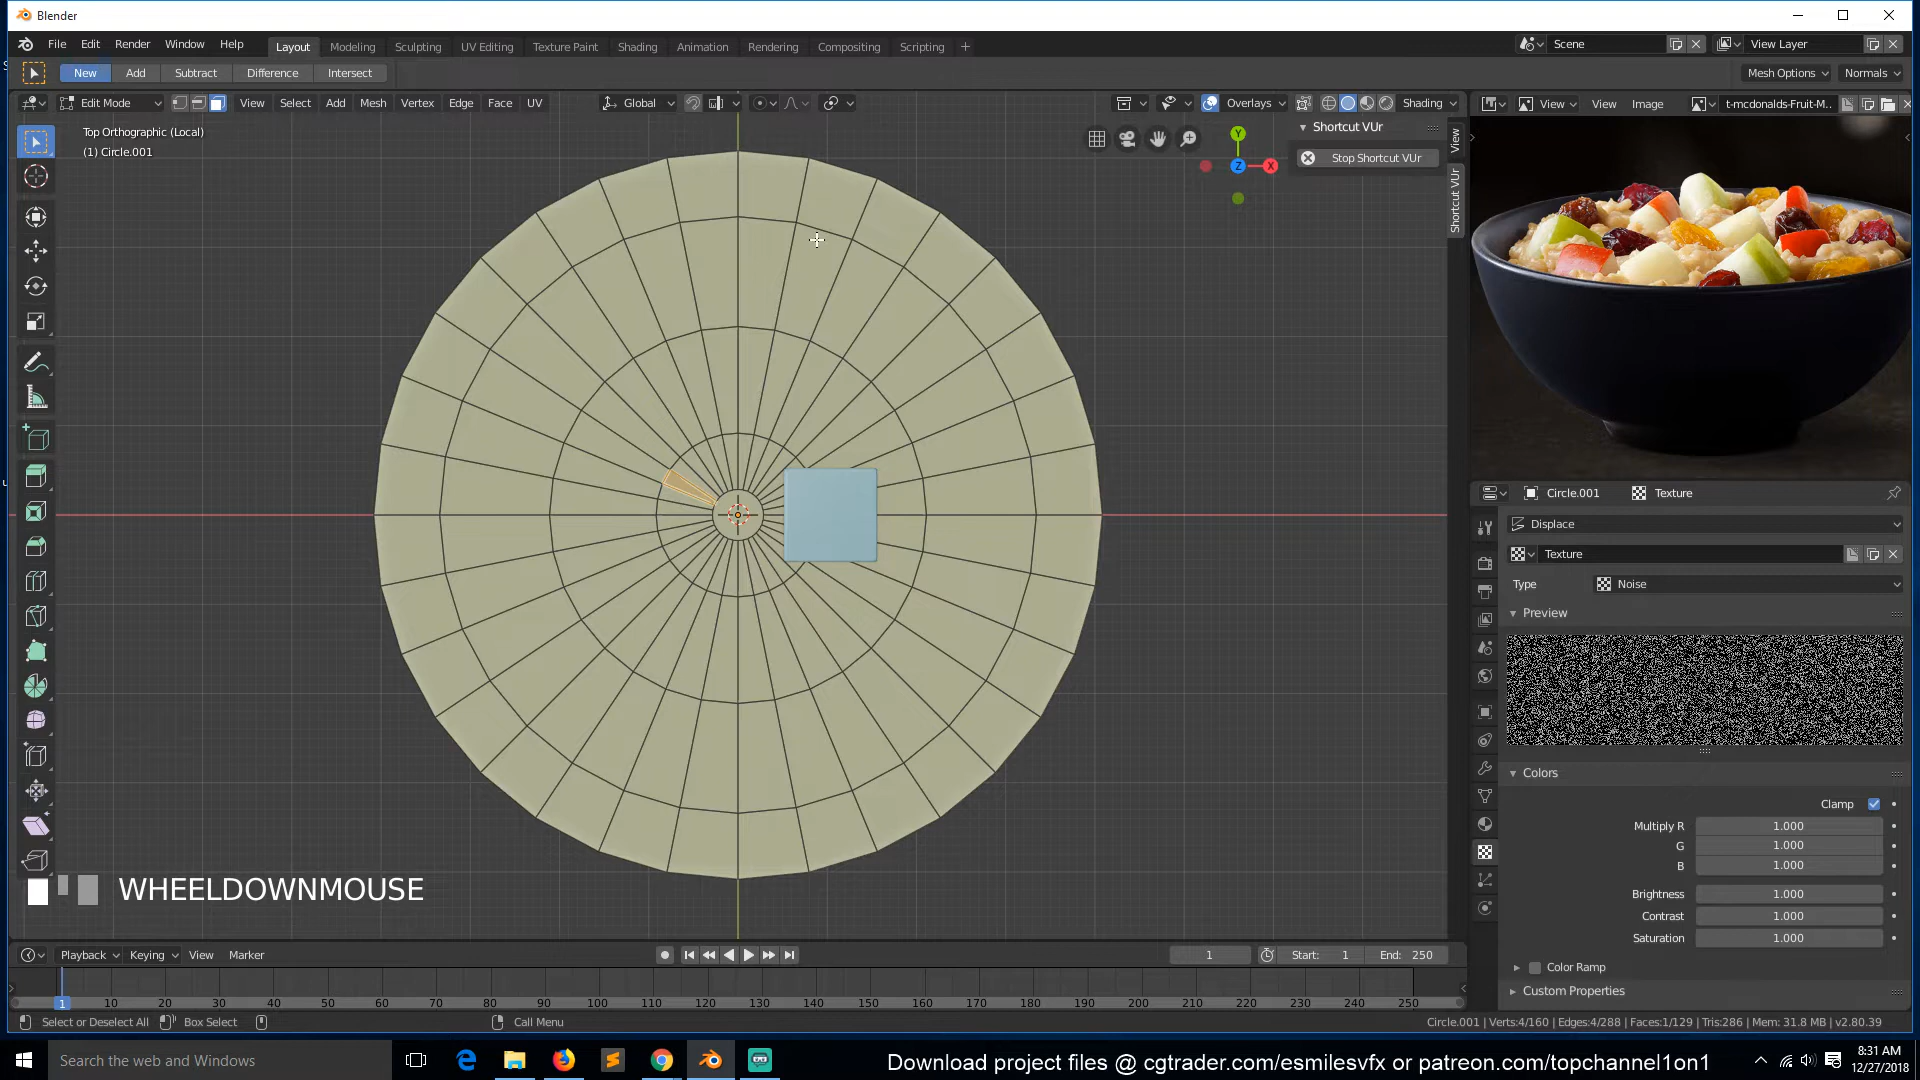 Blender
File Edit Render Window Help
Layout Modeling Sculpting UV Editing Texture Paint Shading Animation Rendering Compositing Scripting +
Scene
View Layer
New Add Subtract Difference Intersect
Mesh Options Normals
Edit Mode View Select Add Mesh Vertex Edge Face UV
Global
Overlays Shading
View View Image t-mcdonalds-Fruit-M..
Top Orthographic (Local)
(1) Circle.001
Shortcut VUr
Stop Shortcut VUr
View
Shortcut VUr
Y
Z
X
Circle.001 Texture
Displace
Texture
Type Noise
Preview
Colors
Clamp
Multiply R 1.000
G 1.000
B 1.000
Brightness 1.000
Contrast 1.000
Saturation 1.000
Color Ramp
Custom Properties
WHEELDOWNMOUSE
Playback Keying View Marker
1 Start: 1 End: 250
1 10 20 30 40 50 60 70 80 90 100 110 120 130 140 150 160 170 180 190 200 210 220 230 240 250
Select or Deselect All Box Select Call Menu
Circle.001 | Verts:4/160 | Edges:4/288 | Faces:1/129 | Tris:286 | Mem: 31.8 MB | v2.80.39
Search the web and Windows
Download project files @ cgtrader.com/esmilesvfx or patreon.com/topchannel1on1
8:31 AM
12/27/2018